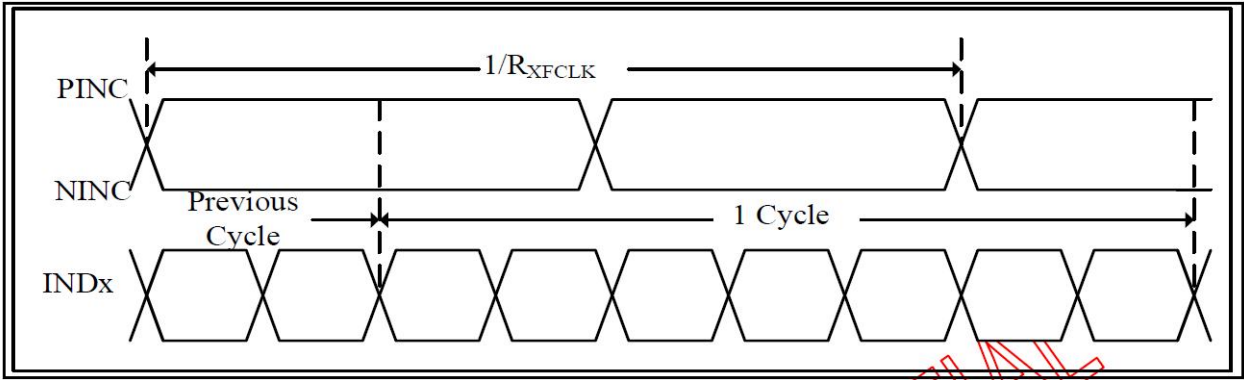 PINC
1/RXFCLK
NINC
Previous
Cycle
1 Cycle
INDx